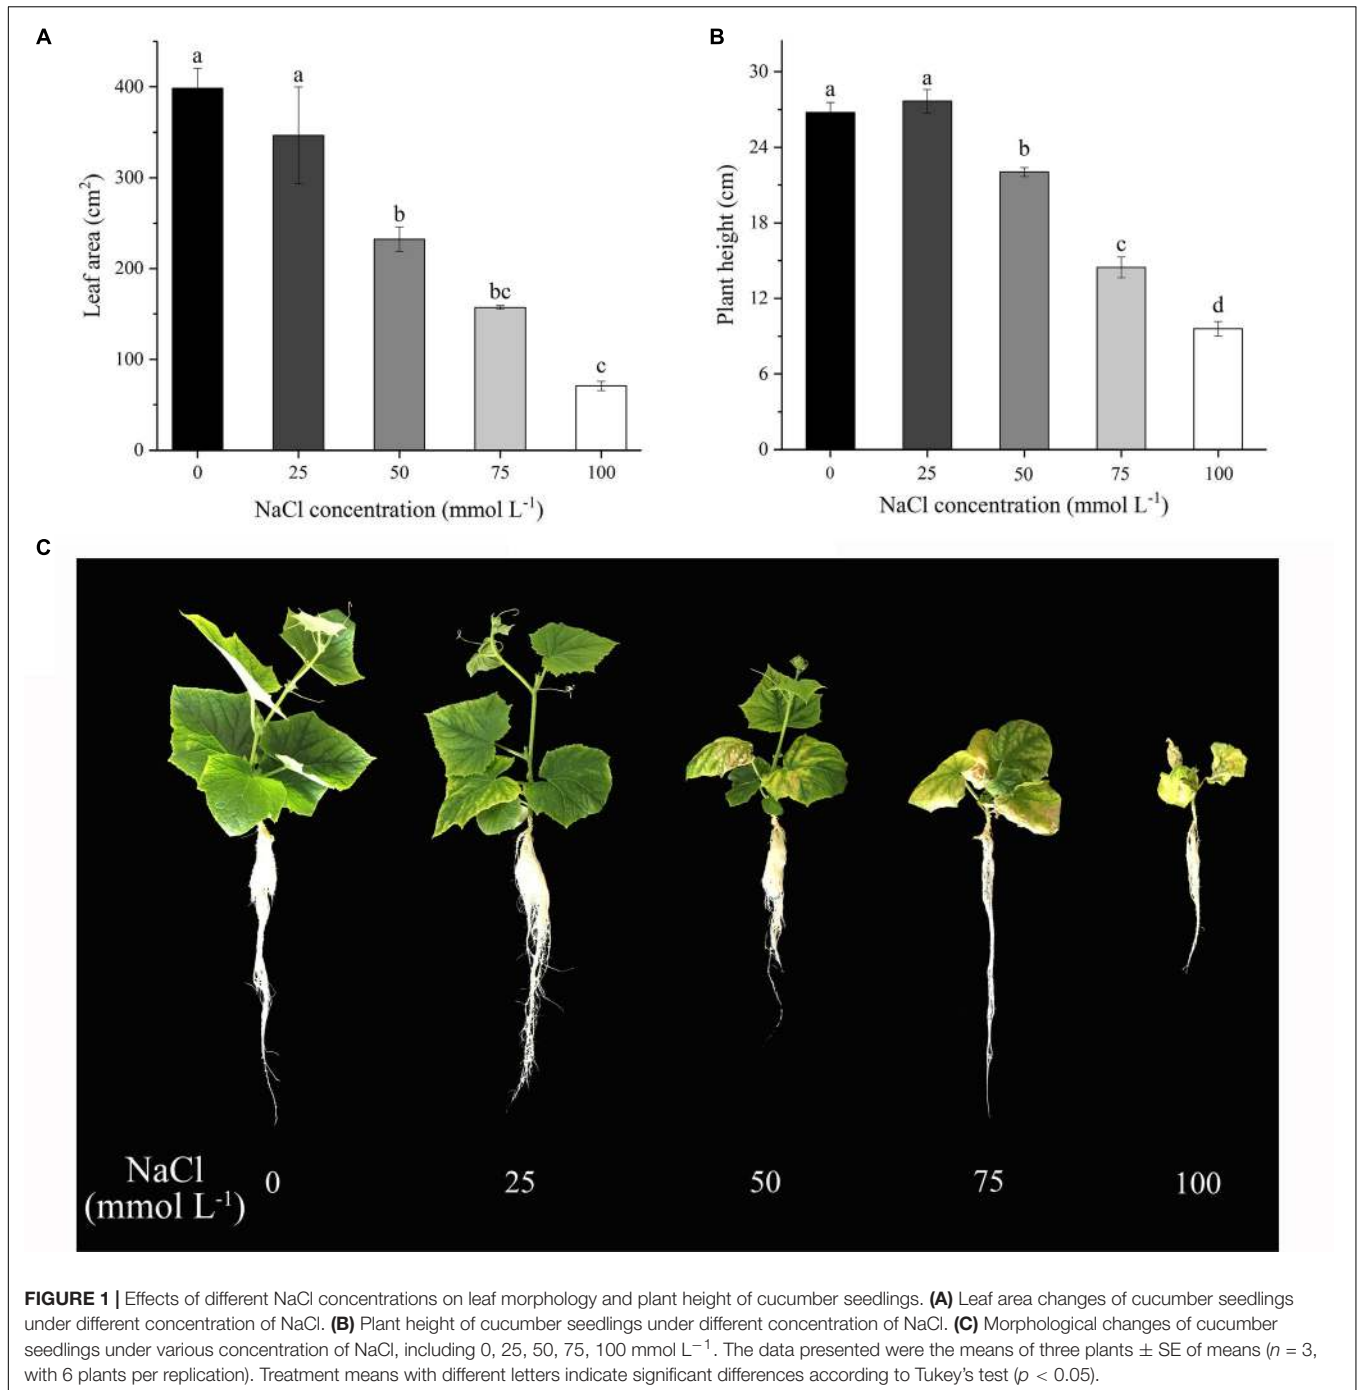 A
a
a
b
bc
c
400
300
200
100
0
Leaf area (cm²)
0 25 50 75 100
NaCl concentration (mmol L⁻¹)
B
a
a
b
c
d
30
24
18
12
6
0
Plant height (cm)
0 25 50 75 100
NaCl concentration (mmol L⁻¹)
C
NaCl
(mmol L⁻¹) 0 25 50 75 100
FIGURE 1 | Effects of different NaCl concentrations on leaf morphology and plant height of cucumber seedlings. (A) Leaf area changes of cucumber seedlings
under different concentration of NaCl. (B) Plant height of cucumber seedlings under different concentration of NaCl. (C) Morphological changes of cucumber
seedlings under various concentration of NaCl, including 0, 25, 50, 75, 100 mmol L⁻¹. The data presented were the means of three plants ± SE of means (n = 3,
with 6 plants per replication). Treatment means with different letters indicate significant differences according to Tukey's test (p < 0.05).